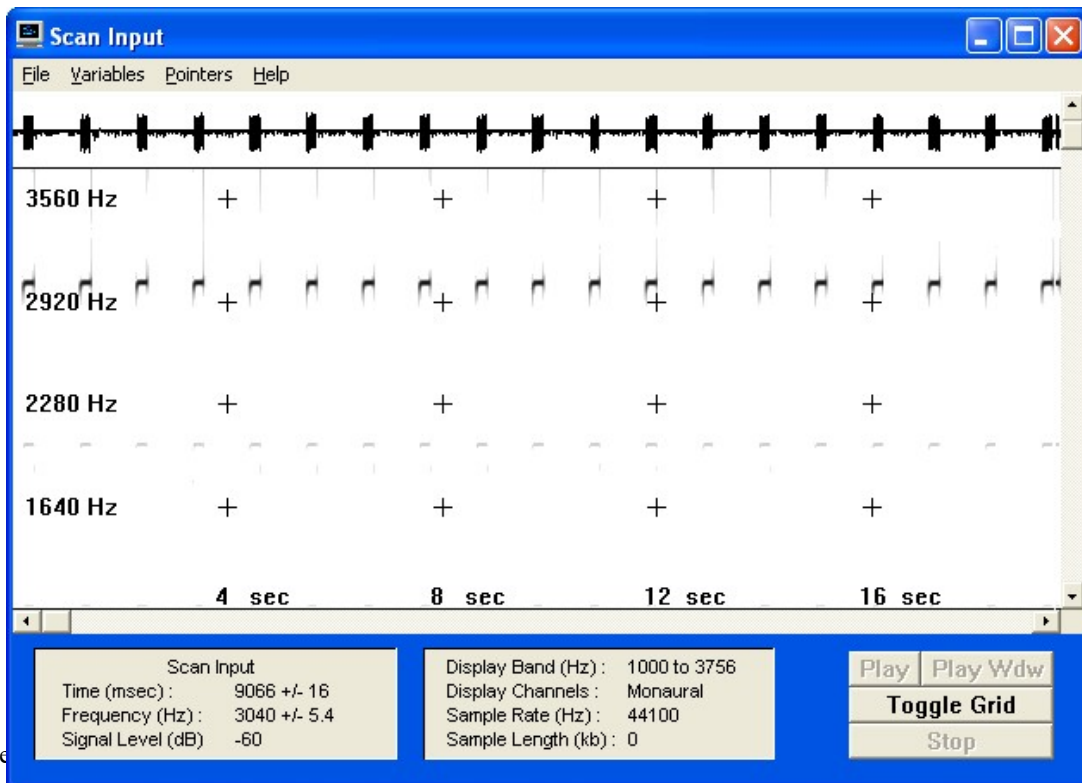 Scan Input
File Variables Pointers Help
3560 Hz
2920 Hz
2280 Hz
1640 Hz
4 sec 8 sec 12 sec 16 sec
Scan Input
Time (msec) : 9066 +/- 16
Frequency (Hz) : 3040 +/- 5.4
Signal Level (dB) -60
Display Band (Hz) : 1000 to 3756
Display Channels : Monaural
Sample Rate (Hz) : 44100
Sample Length (kb) : 0
Play Play Wdw
Toggle Grid
Stop